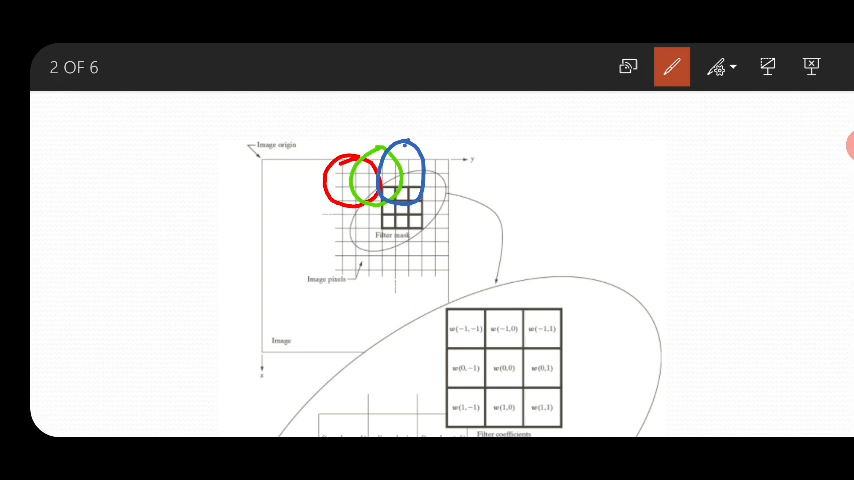 2 OF 6
Image origin
y
Filter mask
Image pixels
Image
x
w(−1,−1) w(−1,0) w(−1,1)
w(0,−1) w(0,0) w(0,1)
w(1,−1) w(1,0) w(1,1)
Filter coefficients